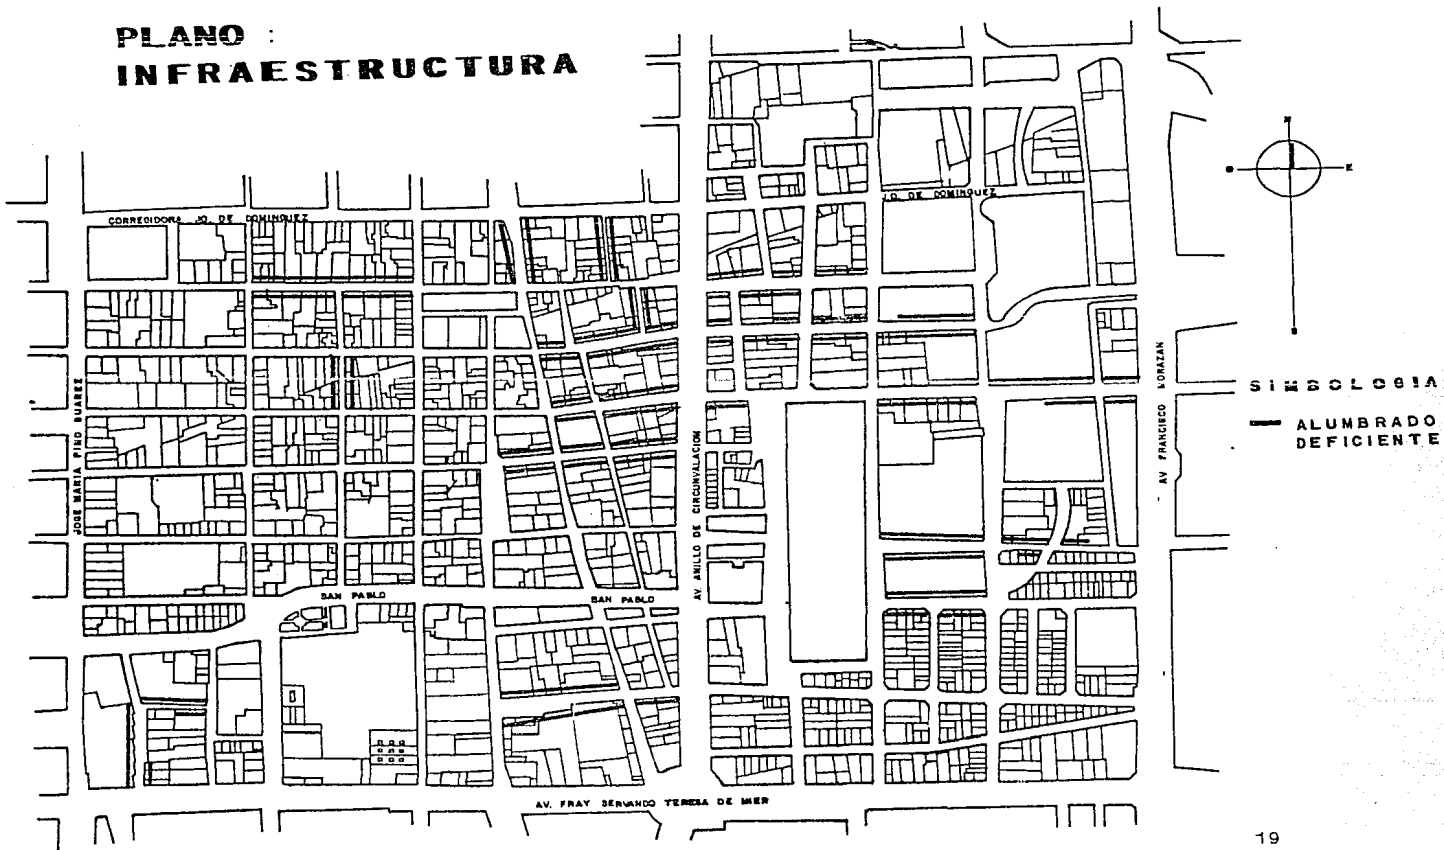 PLANO :
INFRAESTRUCTURA
CORREGIDORA JO. DE DOMINGUEZ
J.O. DE DOMINGUEZ
JOSE MARIA PINO SUAREZ
AV. ANILLO DE CIRCUNVALACION
AV. FRANCISCO MORAZAN
SAN PABLO
SAN PABLO
AV. FRAY SERVANDO TERESA DE MIER
SIMBOLOGIA
ALUMBRADO
DEFICIENTE
19